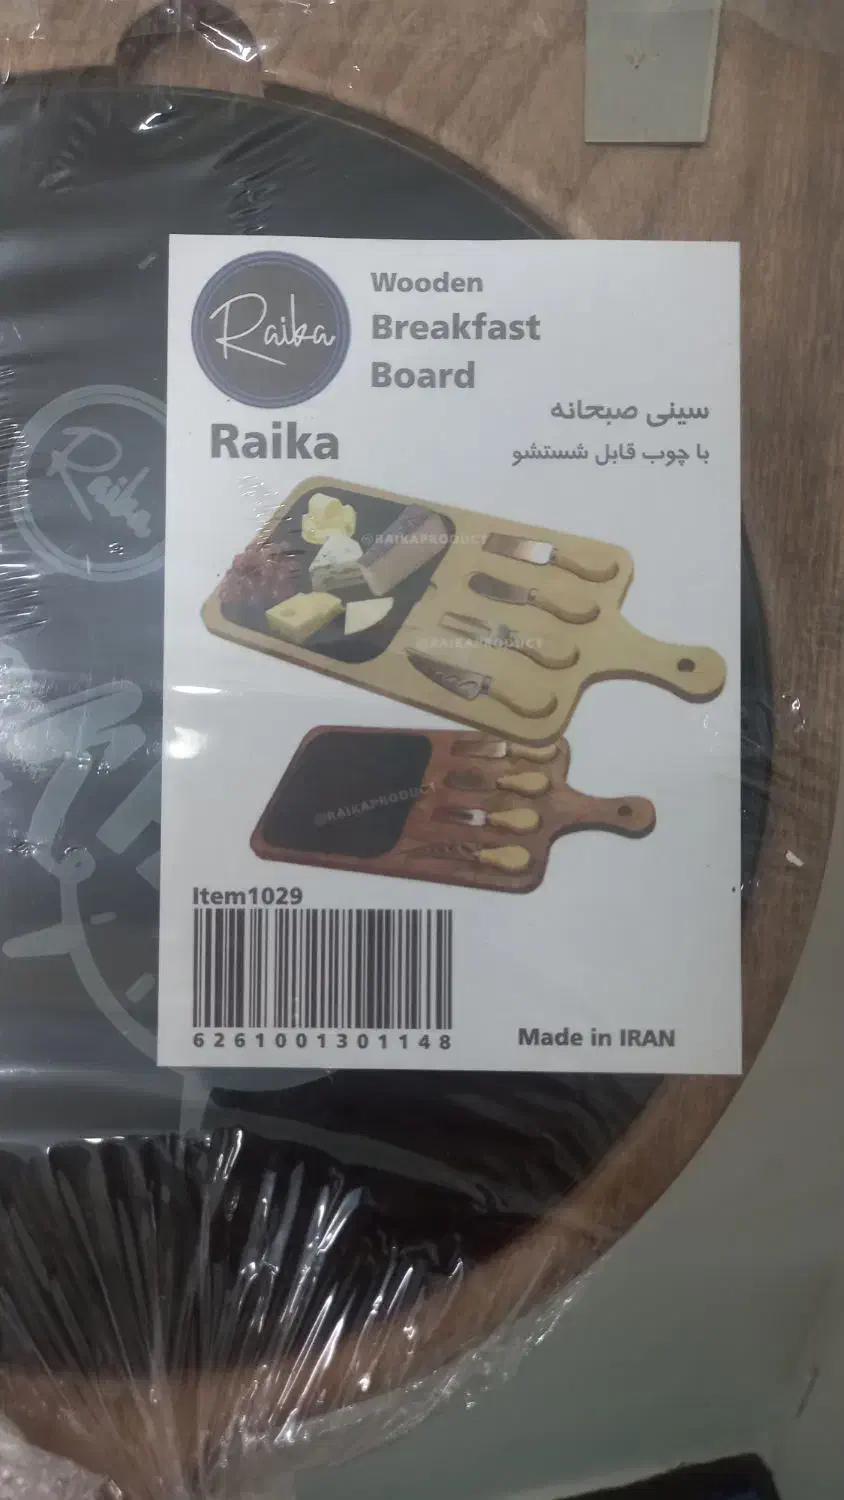 Raika
Wooden
Breakfast
Board
Raika
سینی صبحانه
با چوب قابل شستشو
Raika
@RAIKAPRODUCT
@RAIKAPRODUCT
@RAIKAPRODUCT
Item1029
6261001301148
Made in IRAN